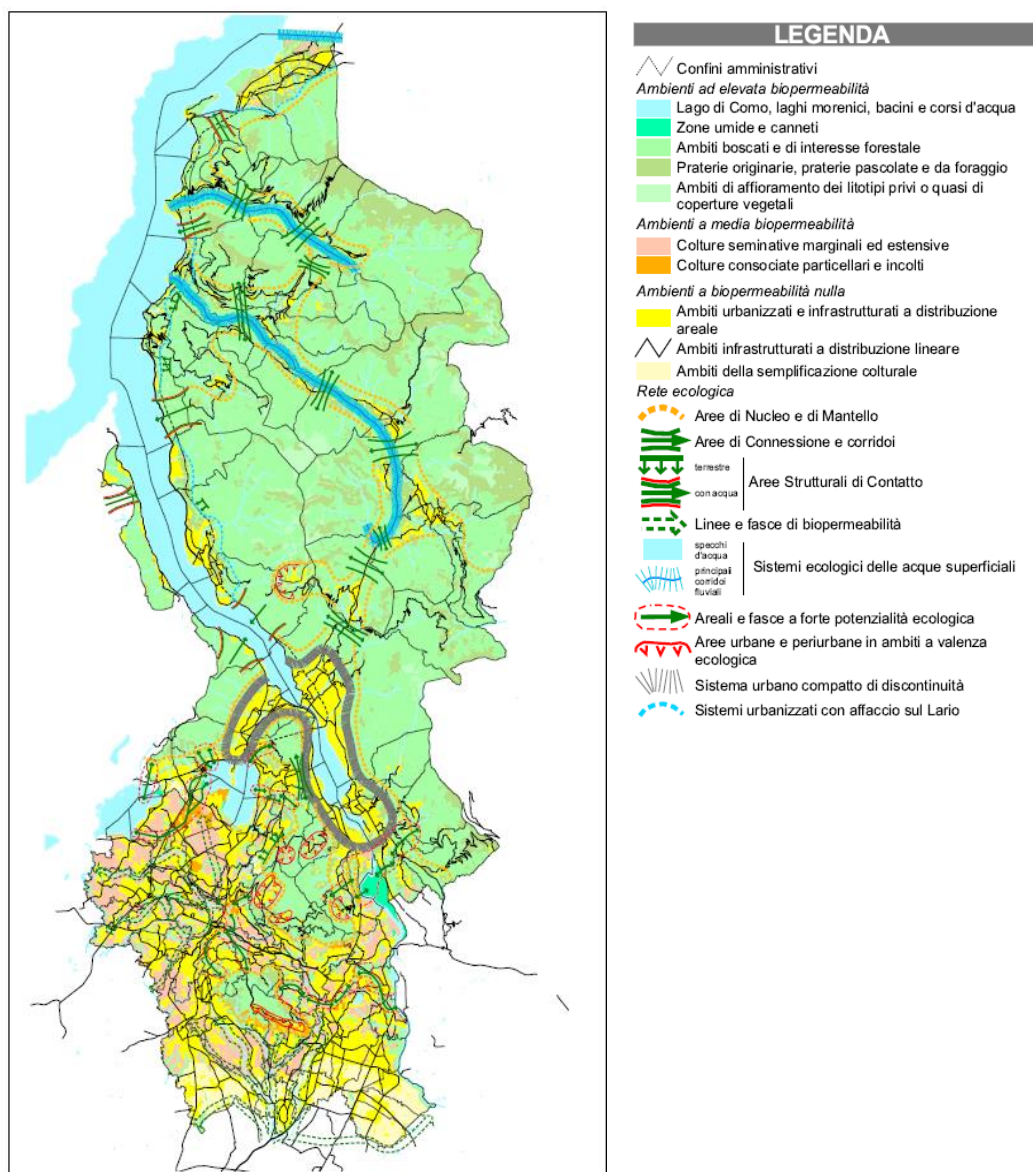 LEGENDA
Confini amministrativi
Ambienti ad elevata biopermeabilità
Lago di Como, laghi morenici, bacini e corsi d'acqua
Zone umide e canneti
Ambiti boscati e di interesse forestale
Praterie originarie, praterie pascolate e da foraggio
Ambiti di affioramento dei litotipi privi o quasi di
coperture vegetali
Ambienti a media biopermeabilità
Colture seminative marginali ed estensive
Colture consociate particellari e incolti
Ambienti a biopermeabilità nulla
Ambiti urbanizzati e infrastrutturati a distribuzione
areale
Ambiti infrastrutturati a distribuzione lineare
Ambiti della semplificazione colturale
Rete ecologica
Aree di Nucleo e di Mantello
Aree di Connessione e corridoi
terrestre
Aree Strutturali di Contatto
con acqua
Linee e fasce di biopermeabilità
specchi
d'acqua
Sistemi ecologici delle acque superficiali
principali
corridoi
fluviali
Areali e fasce a forte potenzialità ecologica
Aree urbane e periurbane in ambiti a valenza
ecologica
Sistema urbano compatto di discontinuità
Sistemi urbanizzati con affaccio sul Lario